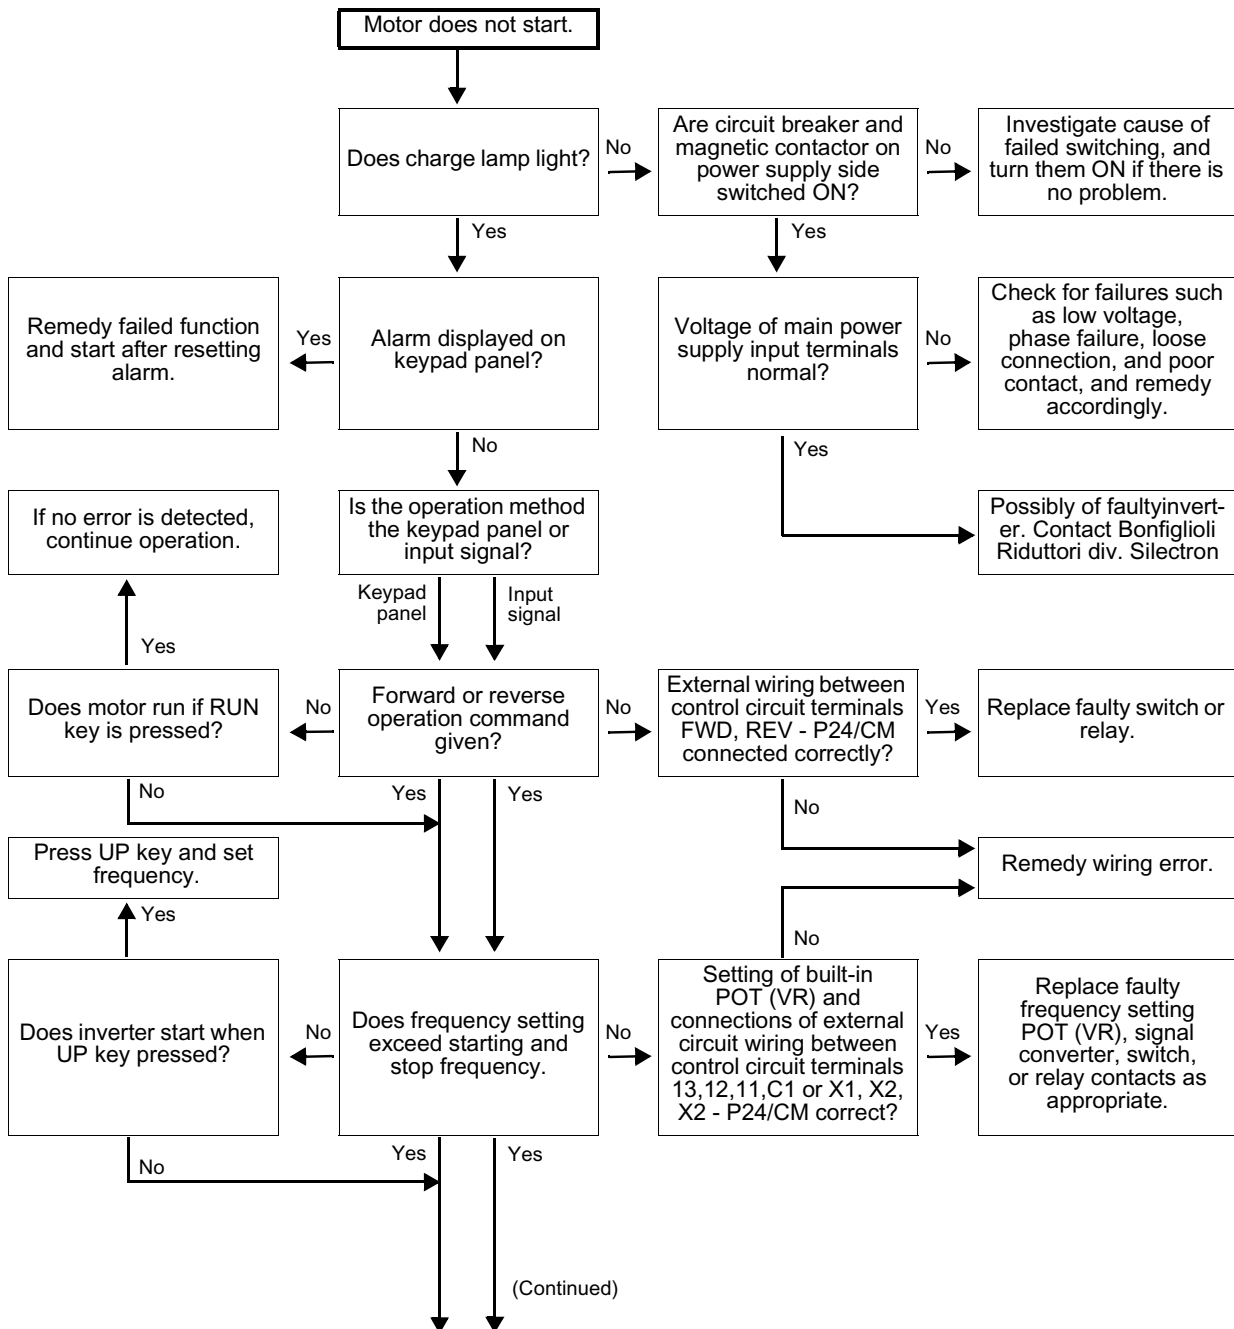 Motor does not start.
Does charge lamp light?
No
Are circuit breaker and
magnetic contactor on
power supply side
switched ON?
No
Investigate cause of
failed switching, and
turn them ON if there is
no problem.
Yes
Yes
Remedy failed function
and start after resetting
alarm.
Yes
Alarm displayed on
keypad panel?
Voltage of main power
supply input terminals
normal?
No
Check for failures such
as low voltage,
phase failure, loose
connection, and poor
contact, and remedy
accordingly.
No
Yes
If no error is detected,
continue operation.
Is the operation method
the keypad panel or
input signal?
Possibly of faultyinvert-
er. Contact Bonfiglioli
Riduttori div. Silectron
Keypad
panel
Input
signal
Yes
Does motor run if RUN
key is pressed?
No
Forward or reverse
operation command
given?
No
External wiring between
control circuit terminals
FWD, REV - P24/CM
connected correctly?
Yes
Replace faulty switch or
relay.
No
Yes
Yes
No
Press UP key and set
frequency.
Remedy wiring error.
Yes
No
Does inverter start when
UP key pressed?
No
Does frequency setting
exceed starting and
stop frequency.
No
Setting of built-in
POT (VR) and
connections of external
circuit wiring between
control circuit terminals
13,12,11,C1 or X1, X2,
X2 - P24/CM correct?
Yes
Replace faulty
frequency setting
POT (VR), signal
converter, switch,
or relay contacts as
appropriate.
No
Yes
Yes
(Continued)